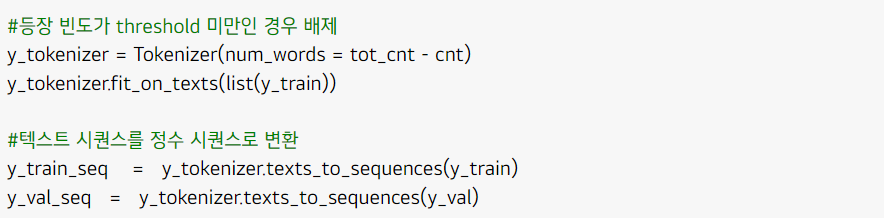 #등장 빈도가 threshold 미만인 경우 배제
y_tokenizer = Tokenizer(num_words = tot_cnt - cnt)
y_tokenizer.fit_on_texts(list(y_train))
#텍스트 시퀀스를 정수 시퀀스로 변환
y_train_seq = y_tokenizer.texts_to_sequences(y_train)
y_val_seq = y_tokenizer.texts_to_sequences(y_val)